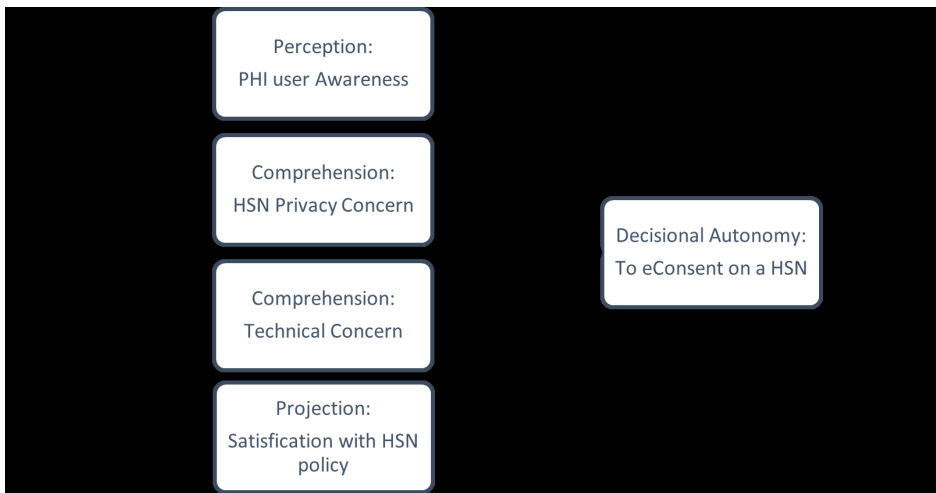 Perception:
PHI user Awareness
Comprehension:
HSN Privacy Concern
Comprehension:
Technical Concern
Projection:
Satisfication with HSN
policy
Decisional Autonomy:
To eConsent on a HSN